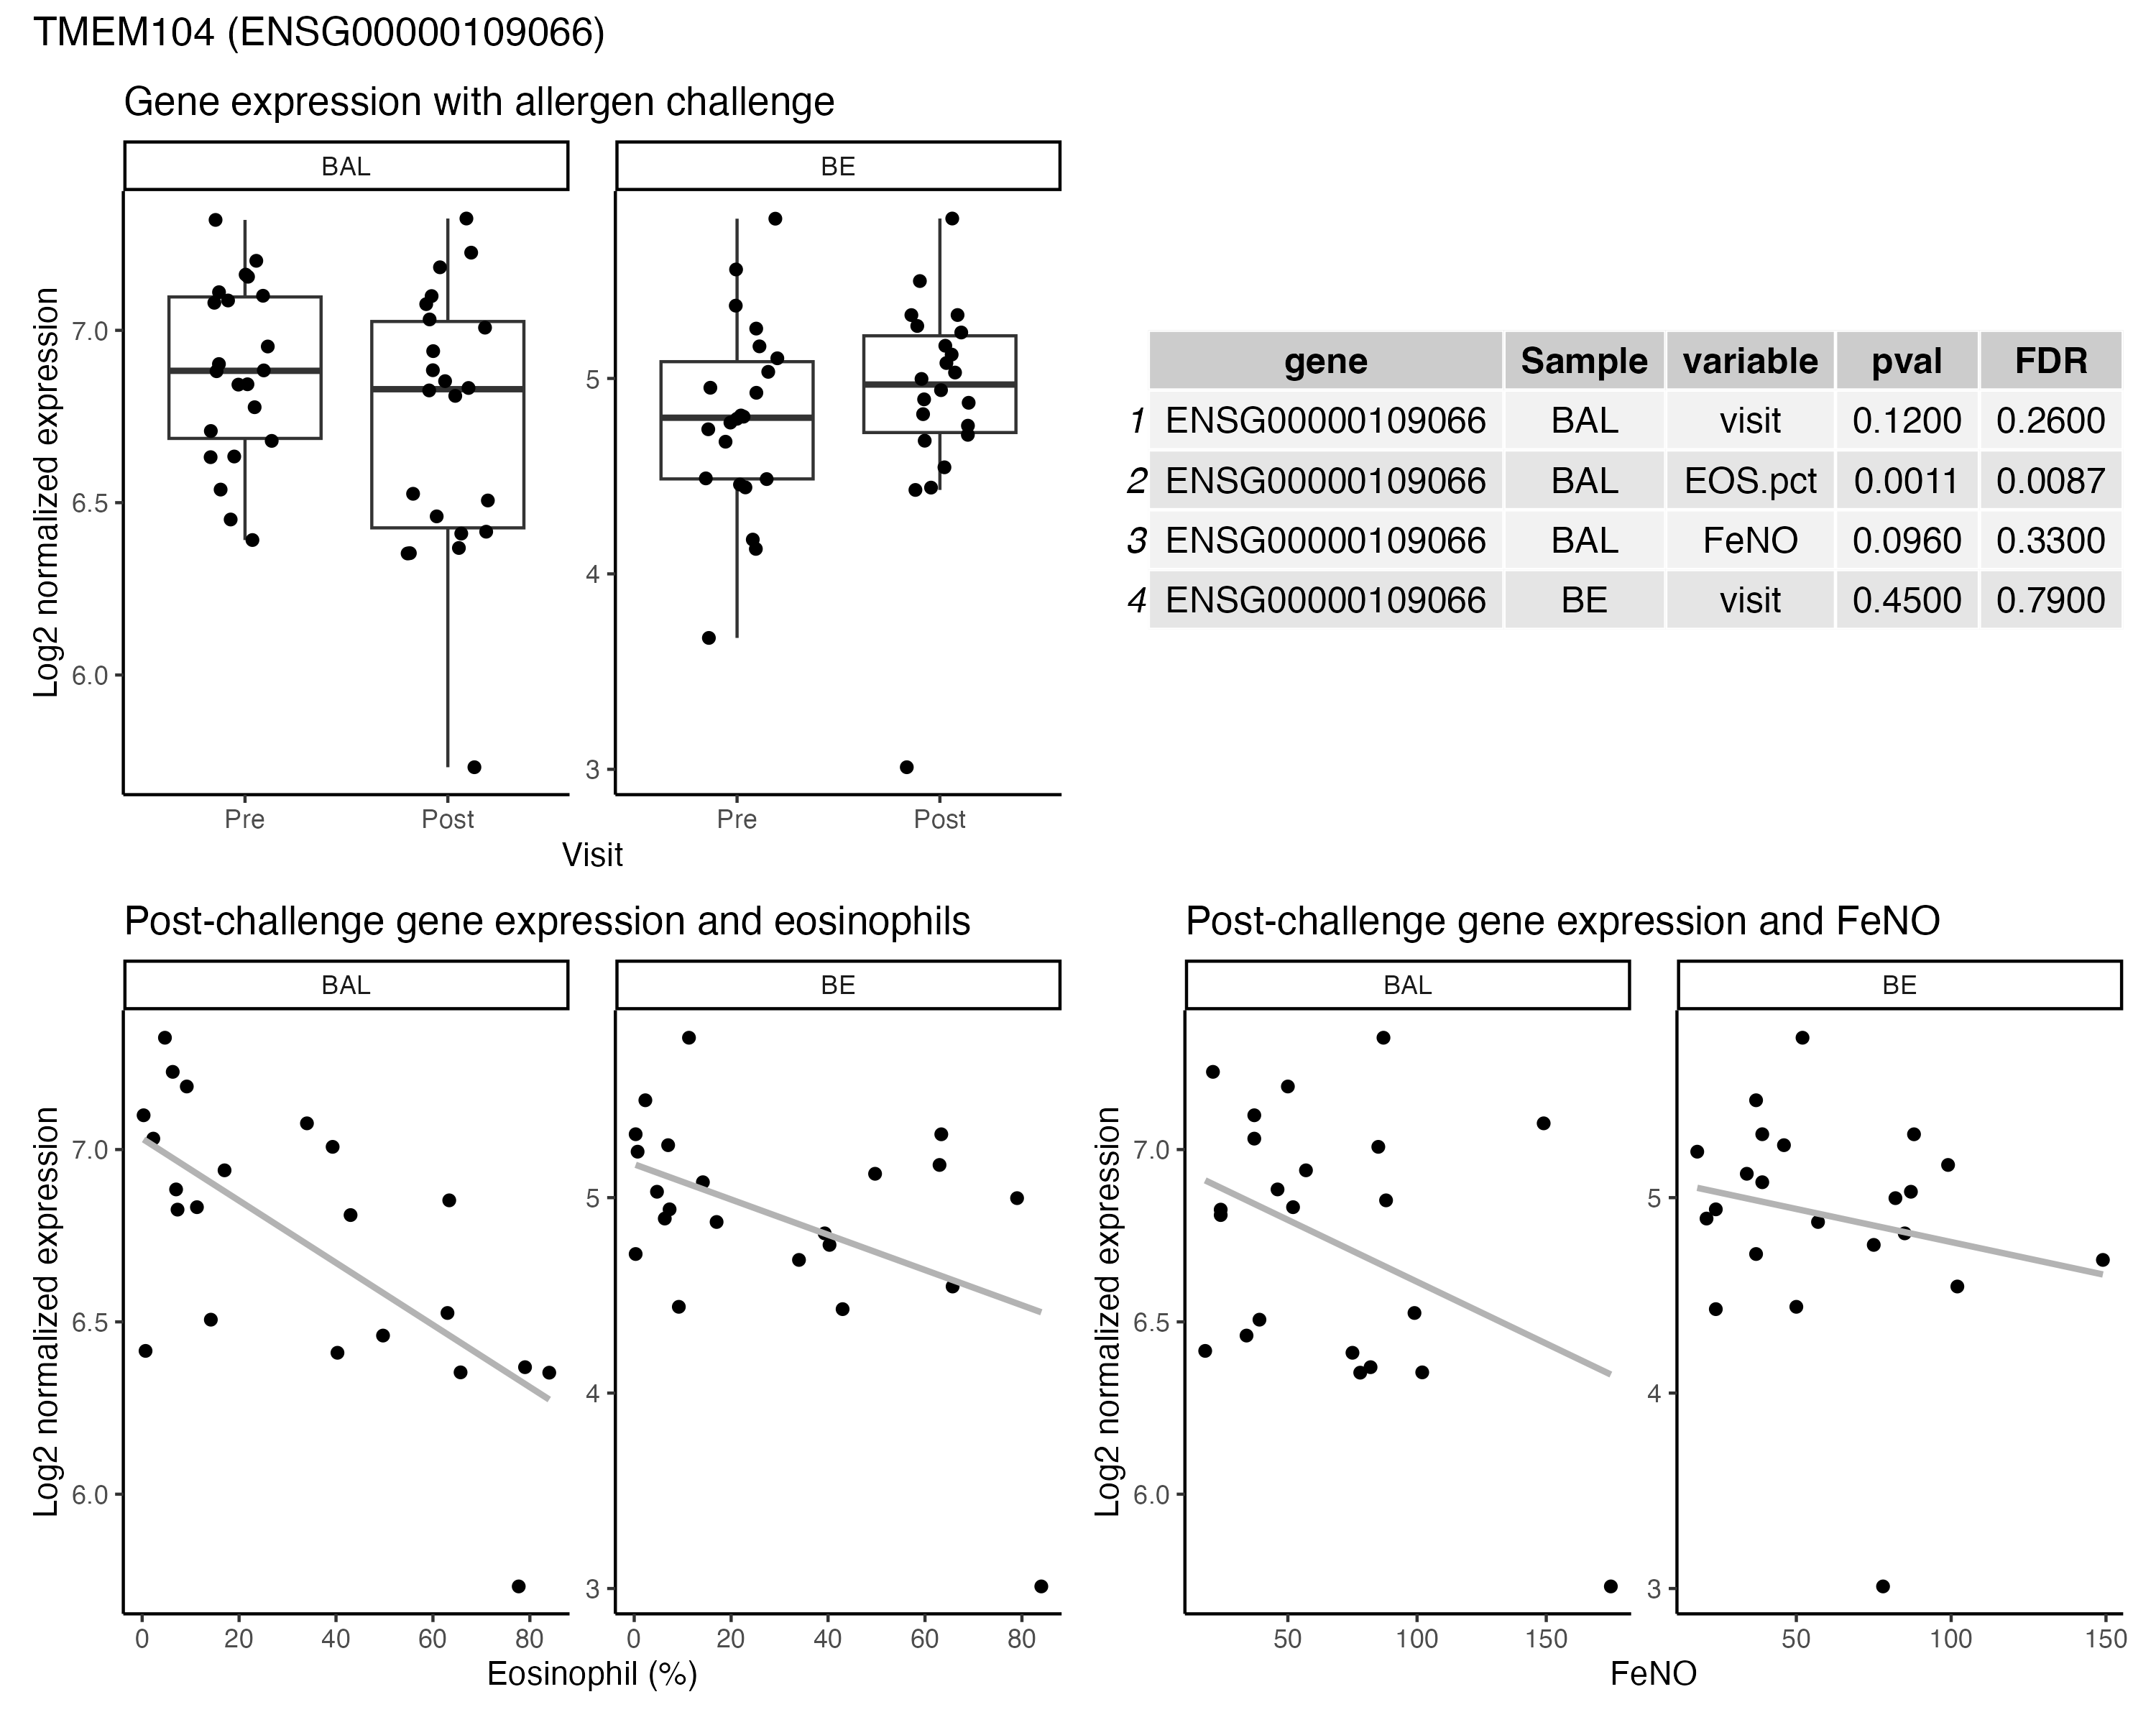 TMEM104 (ENSG00000109066)
Gene expression with allergen challenge
BAL
BE
Log2 normalized expression
7.0
6.5
6.0
5
4
3
Pre
Post
Pre
Post
Visit
gene Sample variable pval FDR
1 ENSG00000109066 BAL visit 0.1200 0.2600
2 ENSG00000109066 BAL EOS.pct 0.0011 0.0087
3 ENSG00000109066 BAL FeNO 0.0960 0.3300
4 ENSG00000109066 BE visit 0.4500 0.7900
Post-challenge gene expression and eosinophils
BAL
BE
Log2 normalized expression
7.0
6.5
6.0
5
4
3
0 20 40 60 80
0 20 40 60 80
Eosinophil (%)
Post-challenge gene expression and FeNO
BAL
BE
Log2 normalized expression
7.0
6.5
6.0
5
4
3
50 100 150
50 100 150
FeNO